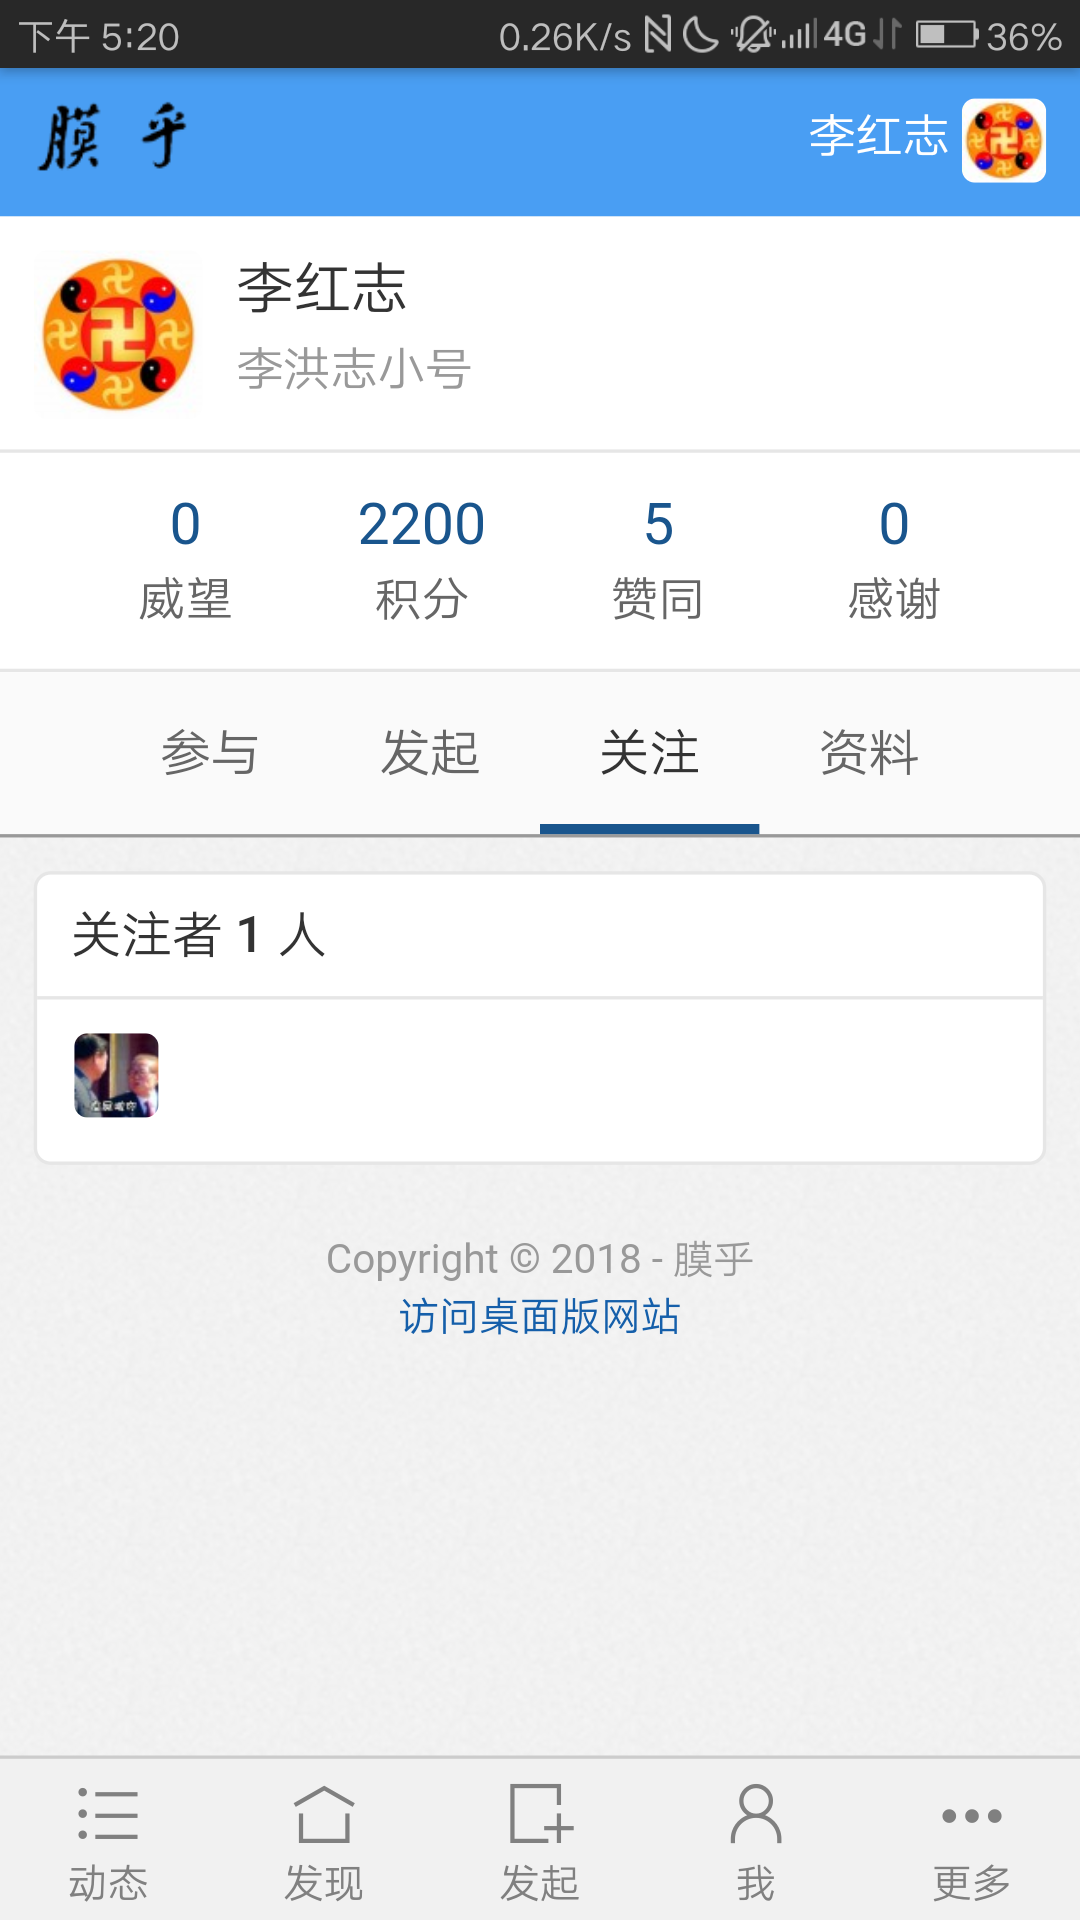 下午 5:20 0.26K/s 4G 36%
膜乎 李红志
李红志
李洪志小号
0 2200 5 0
威望 积分 赞同 感谢
参与 发起 关注 资料
关注者 1 人
Copyright © 2018 - 膜乎
访问桌面版网站
动态 发现 发起 我 更多